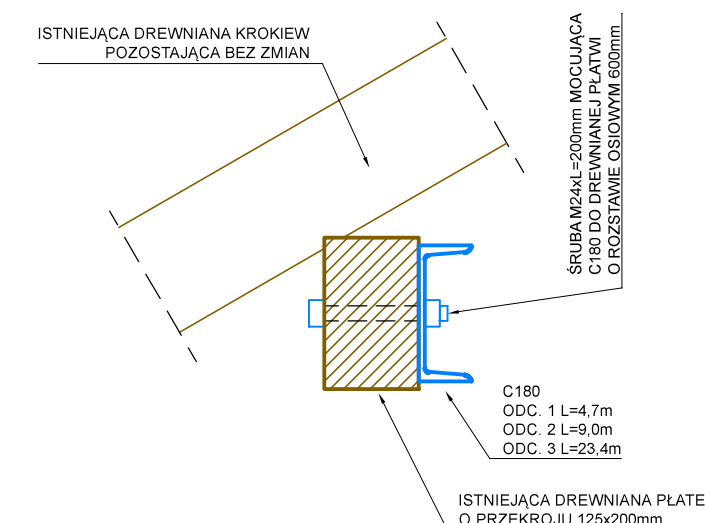 ISTNIEJĄCA DREWNIANA KROKIEW
POZOSTAJĄCA BEZ ZMIAN
ŚRUBA M24xL=200mm MOCUJĄCA
C180 DO DREWNIANEJ PŁATWI
O ROZSTAWIE OSIOWYM 600mm
C180
ODC. 1 L=4,7m
ODC. 2 L=9,0m
ODC. 3 L=23,4m
ISTNIEJĄCA DREWNIANA PŁATE
O PRZEKROJU 125x200mm